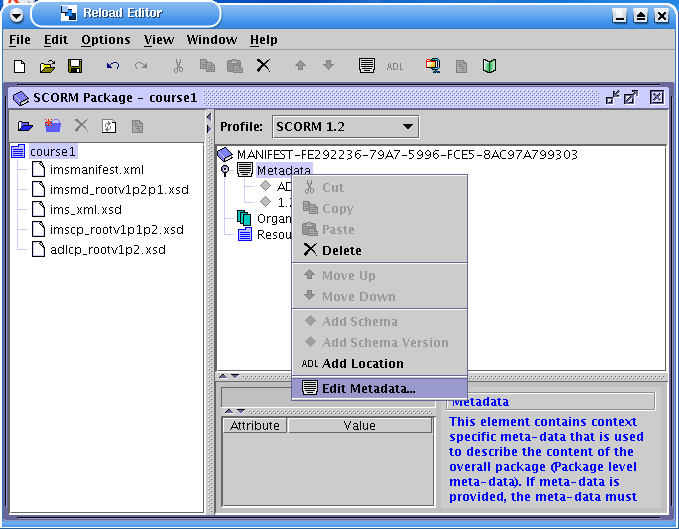 Reload Editor
File Edit Options View Window Help
ADL
SCORM Package - course1
Profile: SCORM 1.2
course1
imsmanifest.xml
imsmd_rootv1p2p1.xsd
ims_xml.xsd
imscp_rootv1p1p2.xsd
adlcp_rootv1p2.xsd
MANIFEST-FE292236-79A7-5996-FCE5-8AC97A799303
Metadata
AD
1.2
Organ
Resou
Cut
Copy
Paste
Delete
Move Up
Move Down
Add Schema
Add Schema Version
ADL Add Location
Edit Metadata...
Attribute Value
Metadata
This element contains context
specific meta-data that is used
to describe the content of the
overall package (Package level
meta-data). If meta-data is
provided, the meta-data must